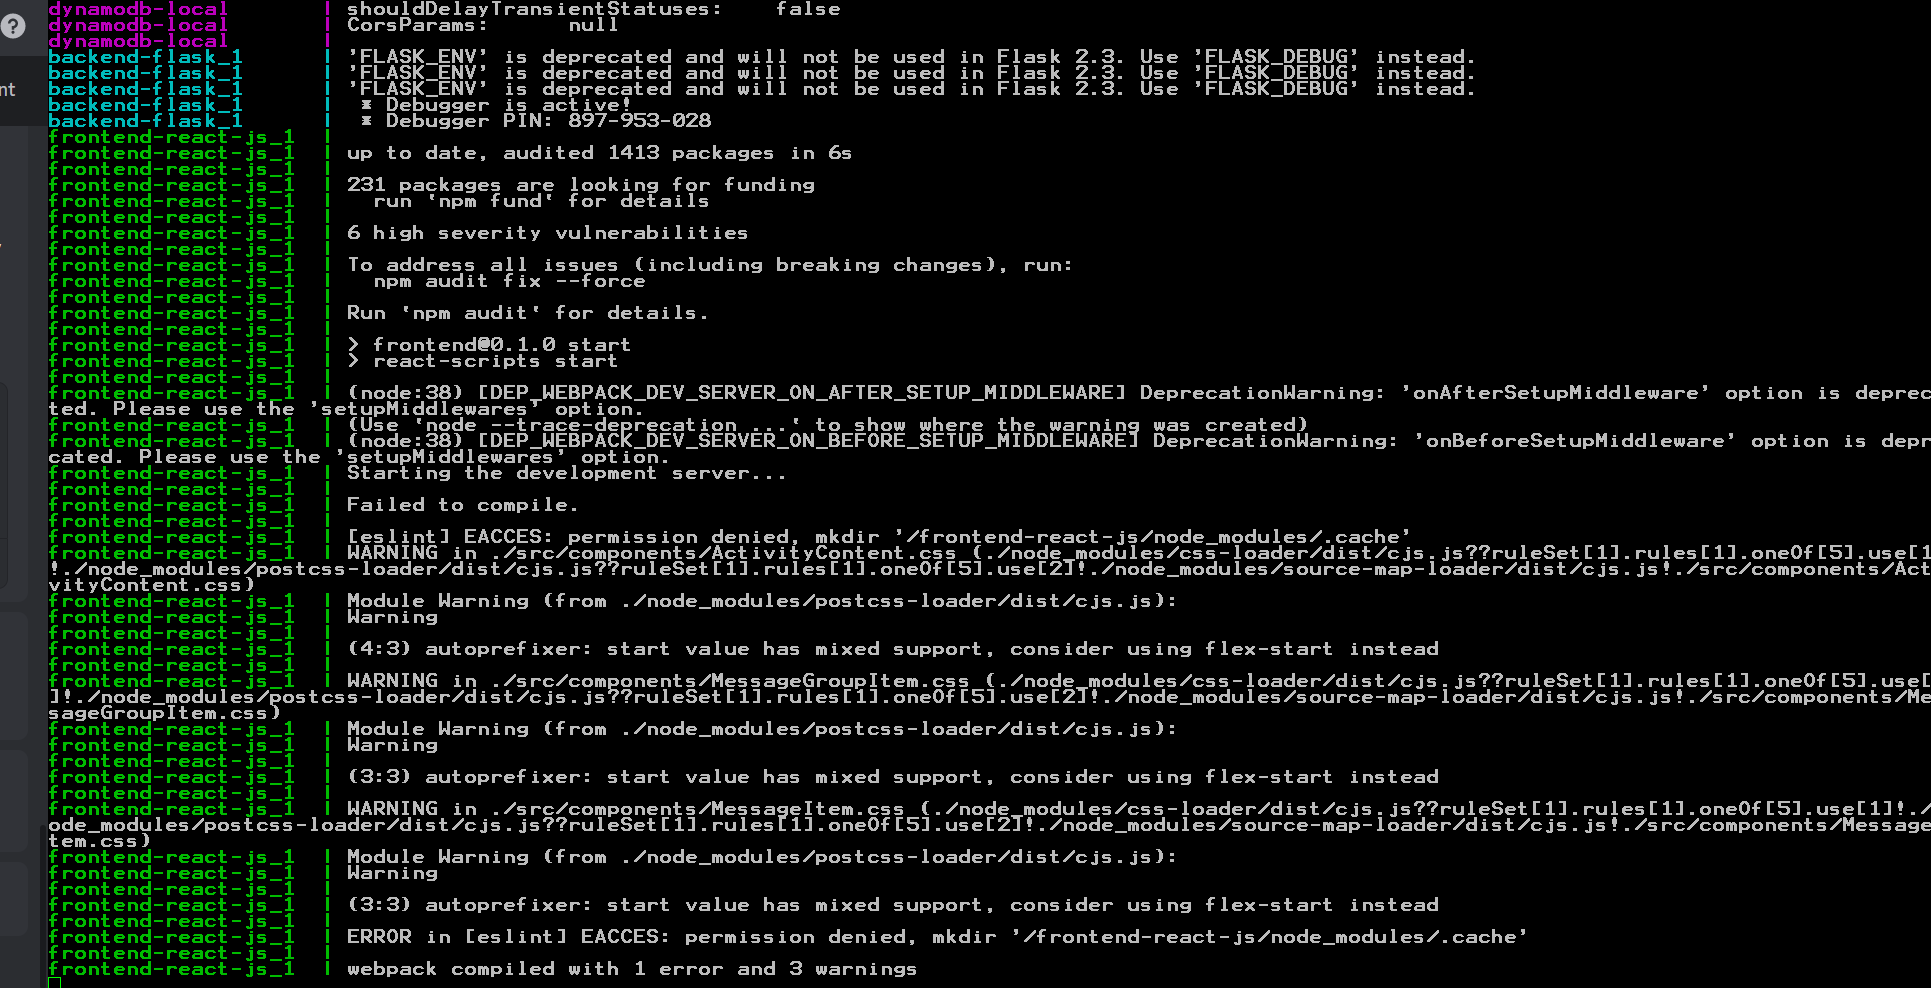 dynamodb-local | shouldDelayTransientStatuses: false
dynamodb-local | CorsParams: null
dynamodb-local |
backend-flask_1 | 'FLASK_ENV' is deprecated and will not be used in Flask 2.3. Use 'FLASK_DEBUG' instead.
backend-flask_1 | 'FLASK_ENV' is deprecated and will not be used in Flask 2.3. Use 'FLASK_DEBUG' instead.
nt
backend-flask_1 | 'FLASK_ENV' is deprecated and will not be used in Flask 2.3. Use 'FLASK_DEBUG' instead.
backend-flask_1 | * Debugger is active!
backend-flask_1 | * Debugger PIN: 897-953-028
frontend-react-js_1 |
frontend-react-js_1 | up to date, audited 1413 packages in 6s
frontend-react-js_1 |
frontend-react-js_1 | 231 packages are looking for funding
frontend-react-js_1 | run `npm fund` for details
frontend-react-js_1 |
frontend-react-js_1 | 6 high severity vulnerabilities
frontend-react-js_1 |
frontend-react-js_1 | To address all issues (including breaking changes), run:
frontend-react-js_1 | npm audit fix --force
frontend-react-js_1 |
frontend-react-js_1 | Run `npm audit` for details.
frontend-react-js_1 |
frontend-react-js_1 | > frontend@0.1.0 start
frontend-react-js_1 | > react-scripts start
frontend-react-js_1 |
frontend-react-js_1 | (node:38) [DEP_WEBPACK_DEV_SERVER_ON_AFTER_SETUP_MIDDLEWARE] DeprecationWarning: 'onAfterSetupMiddleware' option is deprec
ted. Please use the 'setupMiddlewares' option.
frontend-react-js_1 | (Use `node --trace-deprecation ...` to show where the warning was created)
frontend-react-js_1 | (node:38) [DEP_WEBPACK_DEV_SERVER_ON_BEFORE_SETUP_MIDDLEWARE] DeprecationWarning: 'onBeforeSetupMiddleware' option is depr
cated. Please use the 'setupMiddlewares' option.
frontend-react-js_1 | Starting the development server...
frontend-react-js_1 |
frontend-react-js_1 | Failed to compile.
frontend-react-js_1 |
frontend-react-js_1 | [eslint] EACCES: permission denied, mkdir '/frontend-react-js/node_modules/.cache'
frontend-react-js_1 | WARNING in ./src/components/ActivityContent.css (./node_modules/css-loader/dist/cjs.js??ruleSet[1].rules[1].oneOf[5].use[1
!./node_modules/postcss-loader/dist/cjs.js??ruleSet[1].rules[1].oneOf[5].use[2]!./node_modules/source-map-loader/dist/cjs.js!./src/components/Act
vityContent.css)
frontend-react-js_1 | Module Warning (from ./node_modules/postcss-loader/dist/cjs.js):
frontend-react-js_1 | Warning
frontend-react-js_1 |
frontend-react-js_1 | (4:3) autoprefixer: start value has mixed support, consider using flex-start instead
frontend-react-js_1 |
frontend-react-js_1 | WARNING in ./src/components/MessageGroupItem.css (./node_modules/css-loader/dist/cjs.js??ruleSet[1].rules[1].oneOf[5].use[
]!./node_modules/postcss-loader/dist/cjs.js??ruleSet[1].rules[1].oneOf[5].use[2]!./node_modules/source-map-loader/dist/cjs.js!./src/components/Me
sageGroupItem.css)
frontend-react-js_1 | Module Warning (from ./node_modules/postcss-loader/dist/cjs.js):
frontend-react-js_1 | Warning
frontend-react-js_1 |
frontend-react-js_1 | (3:3) autoprefixer: start value has mixed support, consider using flex-start instead
frontend-react-js_1 |
frontend-react-js_1 | WARNING in ./src/components/MessageItem.css (./node_modules/css-loader/dist/cjs.js??ruleSet[1].rules[1].oneOf[5].use[1]!./
ode_modules/postcss-loader/dist/cjs.js??ruleSet[1].rules[1].oneOf[5].use[2]!./node_modules/source-map-loader/dist/cjs.js!./src/components/Message
tem.css)
frontend-react-js_1 | Module Warning (from ./node_modules/postcss-loader/dist/cjs.js):
frontend-react-js_1 | Warning
frontend-react-js_1 |
frontend-react-js_1 | (3:3) autoprefixer: start value has mixed support, consider using flex-start instead
frontend-react-js_1 |
frontend-react-js_1 | ERROR in [eslint] EACCES: permission denied, mkdir '/frontend-react-js/node_modules/.cache'
frontend-react-js_1 |
frontend-react-js_1 | webpack compiled with 1 error and 3 warnings